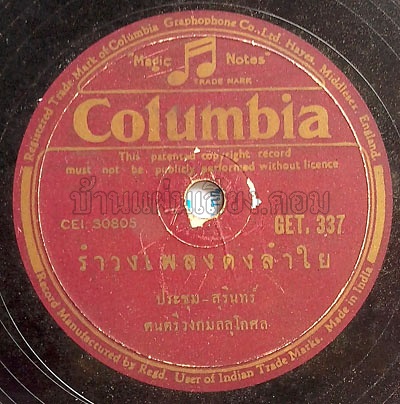 Registered Trade Mark of Columbia Graphophone Co., Ltd. Hayes, Middlesex, England.
"Magic Notes"
TRADE MARK
Columbia
This patented copyright record
must not be publicly performed without licence
บ้านแผ่นเสียง.คอม
CEI 30805
GET. 337
รำวงเพลงดงลำใย
ประชุม-สุรินทร์
ดนตรีวงกมลสุโกศล
Record Manufactured by Regd. User of Indian Trade Marks. Made in India